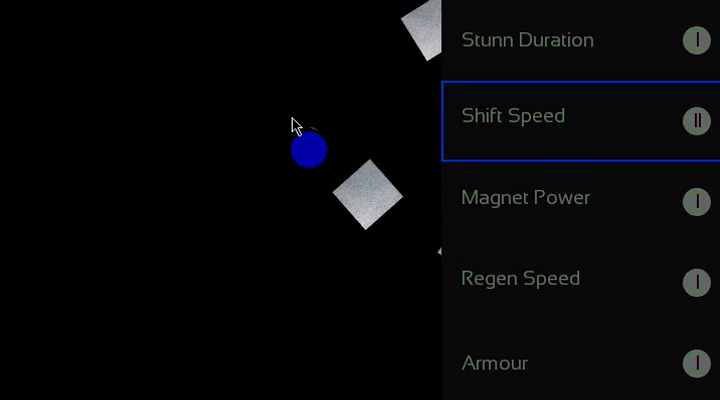 Stunn Duration I
Shift Speed II
Magnet Power I
Regen Speed I
Armour I